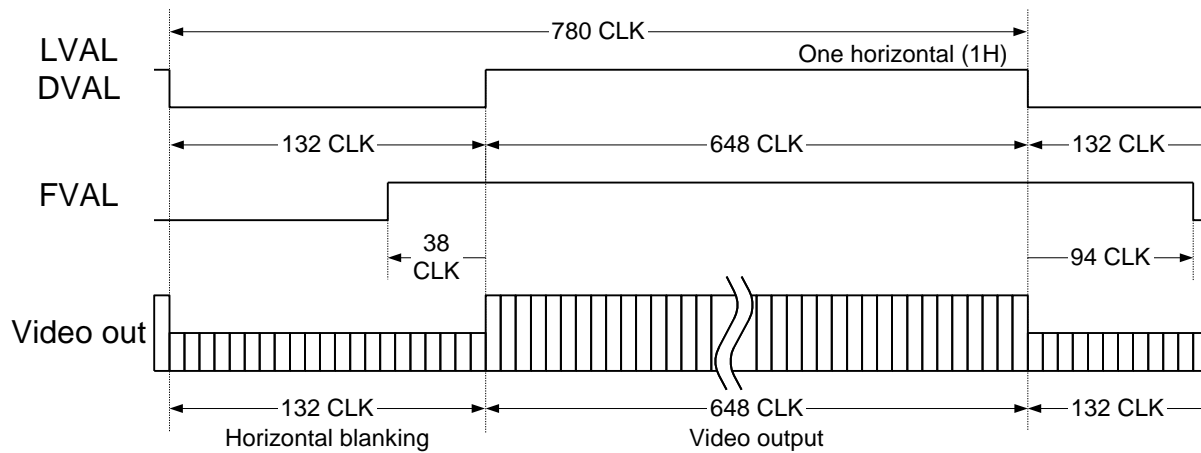 780 CLK
LVAL
One horizontal (1H)
DVAL
132 CLK
648 CLK
132 CLK
FVAL
38
CLK
94 CLK
Video out
132 CLK
648 CLK
132 CLK
Horizontal blanking
Video output